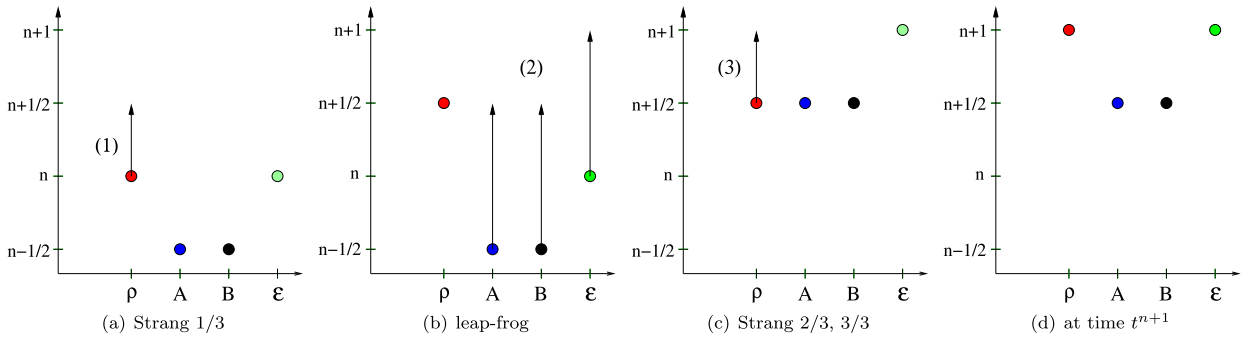 n+1
n+1/2
n
n−1/2
(1)
ρ A B ε
(a) Strang 1/3
n+1
n+1/2
n
n−1/2
(2)
ρ A B ε
(b) leap-frog
n+1
n+1/2
n
n−1/2
(3)
ρ A B ε
(c) Strang 2/3, 3/3
n+1
n+1/2
n
n−1/2
ρ A B ε
(d) at time tⁿ⁺¹